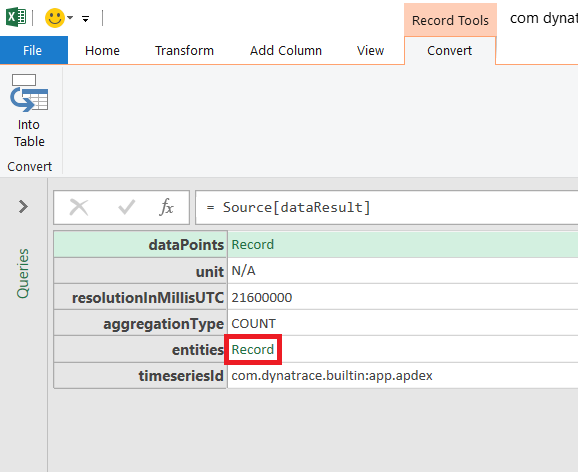 Record Tools com dynat
File Home Transform Add Column View Convert
Into
Table
Convert
fx = Source[dataResult]
Queries
dataPoints Record
unit N/A
resolutionInMillisUTC 21600000
aggregationType COUNT
entities Record
timeseriesId com.dynatrace.builtin:app.apdex